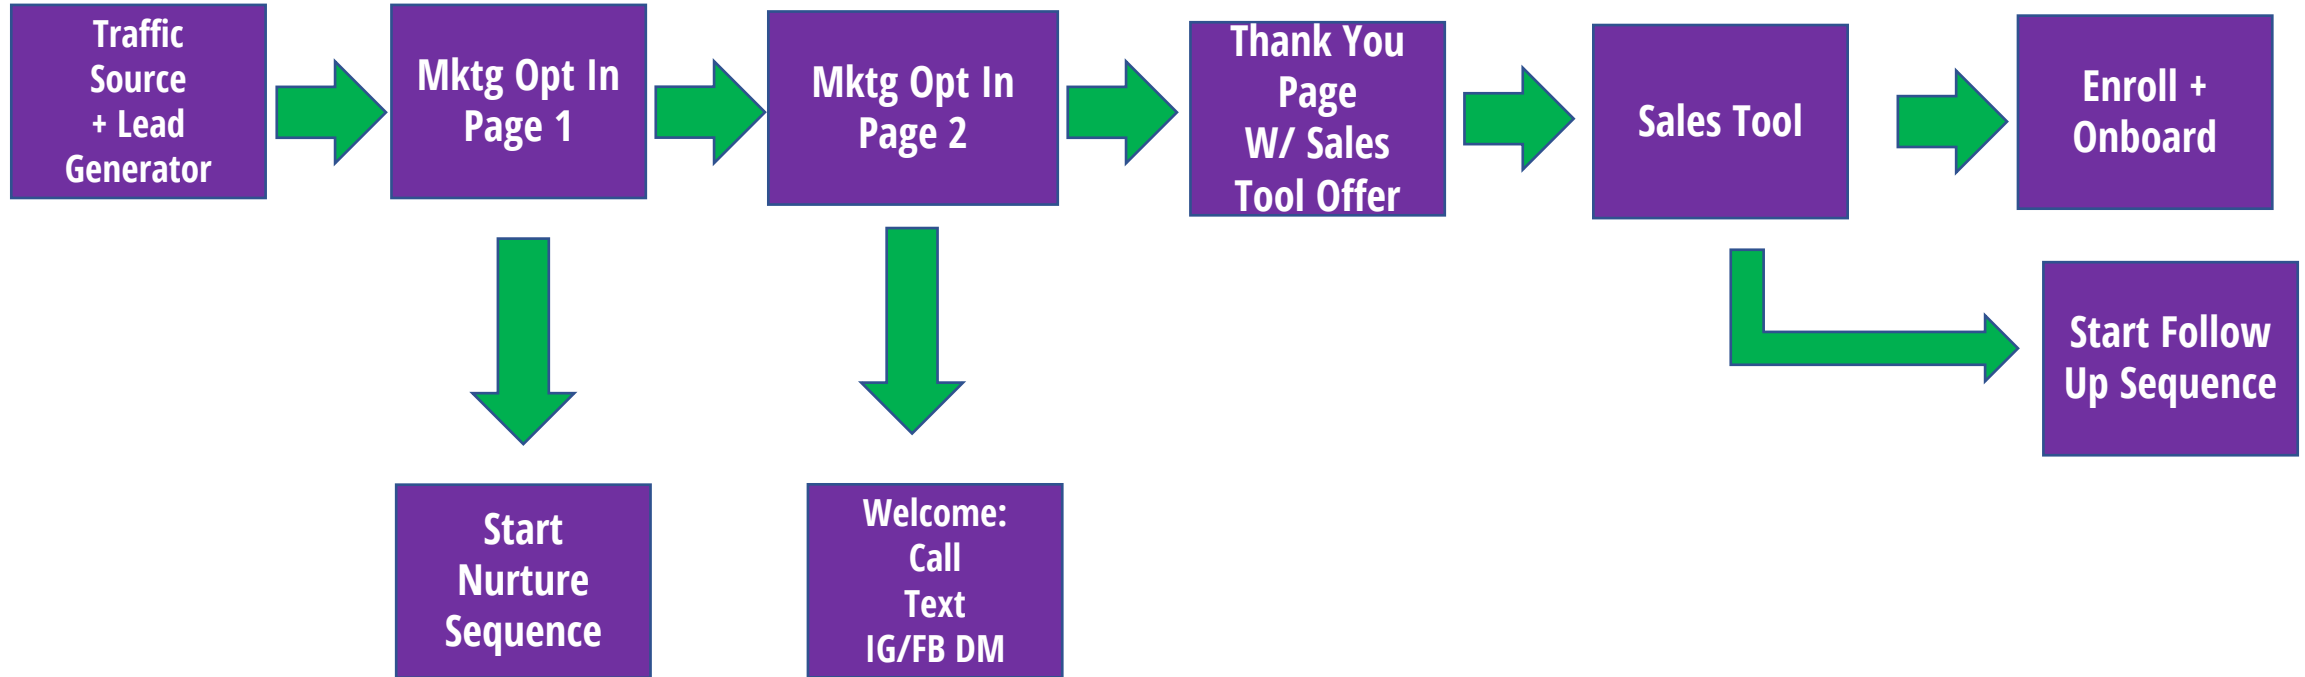 Traffic
Source
+ Lead
Generator
Mktg Opt In
Page 1
Mktg Opt In
Page 2
Thank You
Page
W/ Sales
Tool Offer
Sales Tool
Enroll +
Onboard
Start Follow
Up Sequence
Start
Nurture
Sequence
Welcome:
Call
Text
IG/FB DM